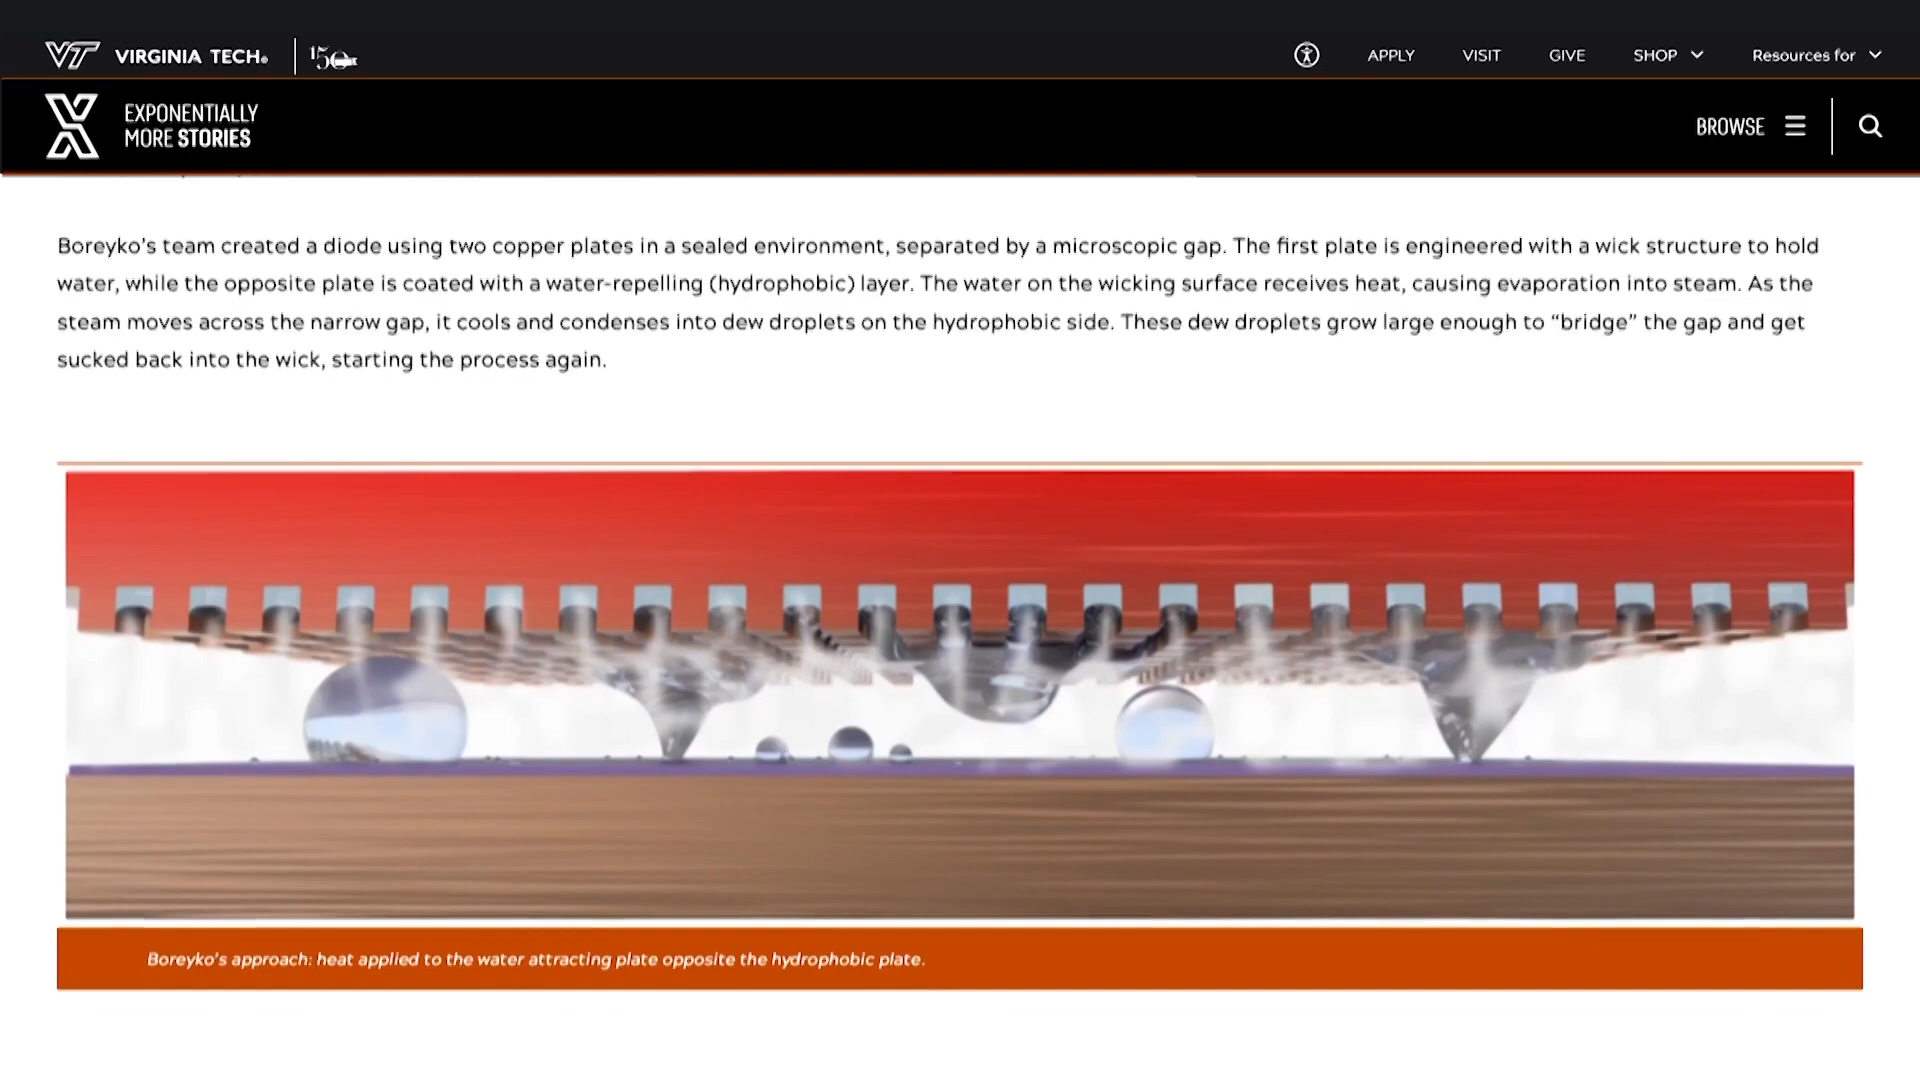 VT VIRGINIA TECH. 150 APPLY VISIT GIVE SHOP Resources for
EXPONENTIALLY
MORE STORIES
BROWSE
Boreyko's team created a diode using two copper plates in a sealed environment, separated by a microscopic gap. The first plate is engineered with a wick structure to hold
water, while the opposite plate is coated with a water-repelling (hydrophobic) layer. The water on the wicking surface receives heat, causing evaporation into steam. As the
steam moves across the narrow gap, it cools and condenses into dew droplets on the hydrophobic side. These dew droplets grow large enough to “bridge” the gap and get
sucked back into the wick, starting the process again.
Boreyko's approach: heat applied to the water attracting plate opposite the hydrophobic plate.